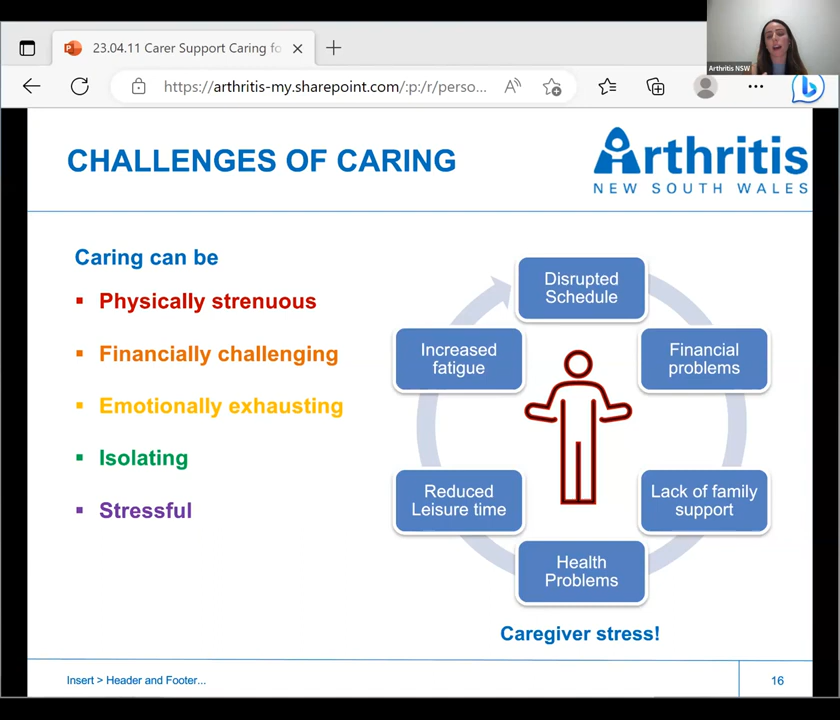 23.04.11 Carer Support Caring fo
Arthritis NSW
https://arthritis-my.sharepoint.com/:p:/r/perso...
CHALLENGES OF CARING
Arthritis
NEW SOUTH WALES
Caring can be
Physically strenuous
Financially challenging
Emotionally exhausting
Isolating
Stressful
Disrupted
Schedule
Financial
problems
Lack of family
support
Health
Problems
Reduced
Leisure time
Increased
fatigue
Caregiver stress!
Insert > Header and Footer...
16